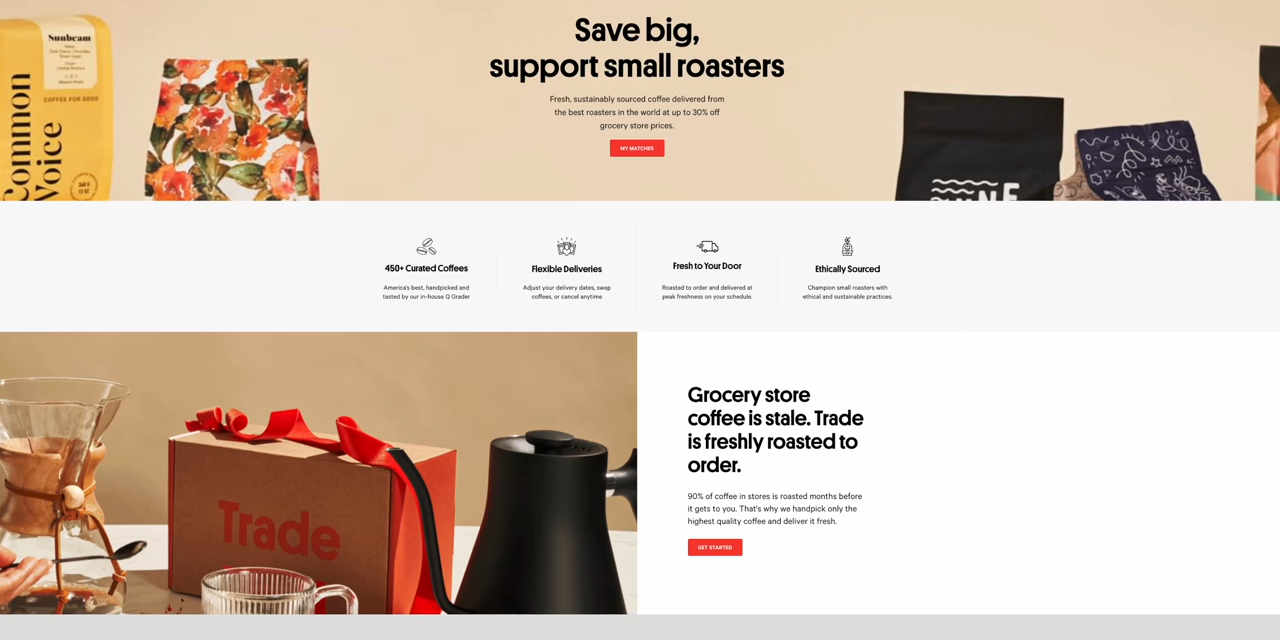 Sunbeam
COFFEE FOR GOOD
Common
Voice
Save big,
support small roasters
Fresh, sustainably sourced coffee delivered from
the best roasters in the world at up to 30% off
grocery store prices.
MY MATCHES
450+ Curated Coffees
America's best, handpicked and
tasted by our in-house Q Grader
Flexible Deliveries
Adjust your delivery dates, swap
coffees, or cancel anytime
Fresh to Your Door
Roasted to order and delivered at
peak freshness on your schedule.
Ethically Sourced
Champion small roasters with
ethical and sustainable practices.
Trade
Grocery store
coffee is stale. Trade
is freshly roasted to
order.
90% of coffee in stores is roasted months before
it gets to you. That's why we handpick only the
highest quality coffee and deliver it fresh.
GET STARTED